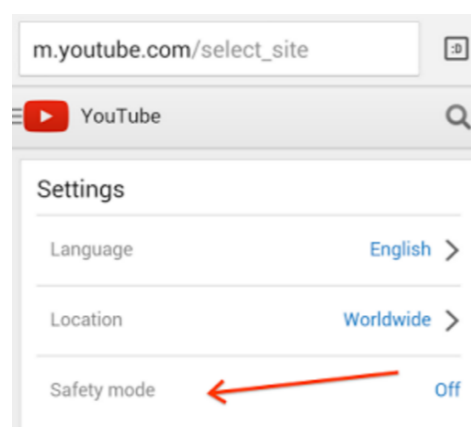 m.youtube.com/select_site
:D
YouTube
Settings
Language English
Location Worldwide
Safety mode Off